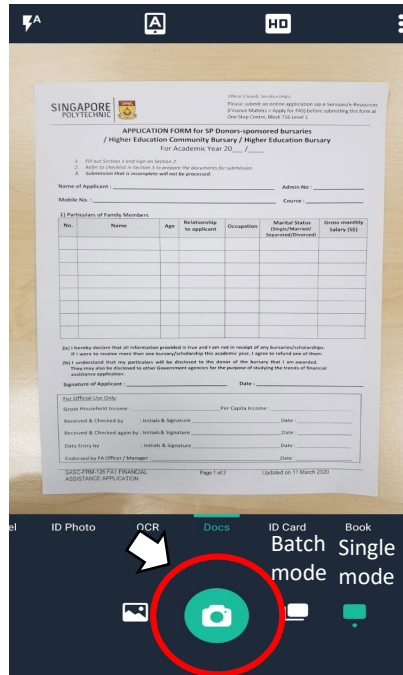 A
A
HD
Official (Closed), Sensitive (High)
Please submit an online application via e-Services/e-Resources
(Finance Matters > Apply for FAS) before submitting this form at
One Stop Centre, Block T16 Level 1
SINGAPORE
POLYTECHNIC
APPLICATION FORM for SP Donors-sponsored bursaries
/ Higher Education Community Bursary / Higher Education Bursary
For Academic Year 20___ /____
1. Fill out Section 1 and sign on Section 2.
2. Refer to checklist in Section 3 to prepare the documents for submission.
3. Submission that is incomplete will not be processed.
Name of Applicant : Admin No :
Mobile No. : Course :
1) Particulars of Family Members
No. Name Age Relationship to applicant Occupation Marital Status (Single/Married/Separated/Divorced) Gross monthly Salary (S$)
2a) I hereby declare that all information provided is true and I am not in receipt of any bursaries/scholarships.
If I were to receive more than one bursary/scholarship this academic year, I agree to refund one of them.
2b) I understand that my particulars will be disclosed to the donor of the bursary that I am awarded.
They may also be disclosed to other Government agencies for the purpose of studying the trends of financial
assistance application.
Signature of Applicant : Date :
For Official Use Only:
Gross Household Income : Per Capita Income :
Received & Checked by : Initials & Signature Date :
Received & Checked again by : Initials & Signature Date :
Data Entry by : Initials & Signature Date :
Endorsed by FA Officer / Manager : Date :
SASC-FRM-126 FA1 FINANCIAL Page 1 of 2 Updated on 11 March 2020
ASSISTANCE APPLICATION
el ID Photo OCR Docs ID Card Book
Batch Single
mode mode